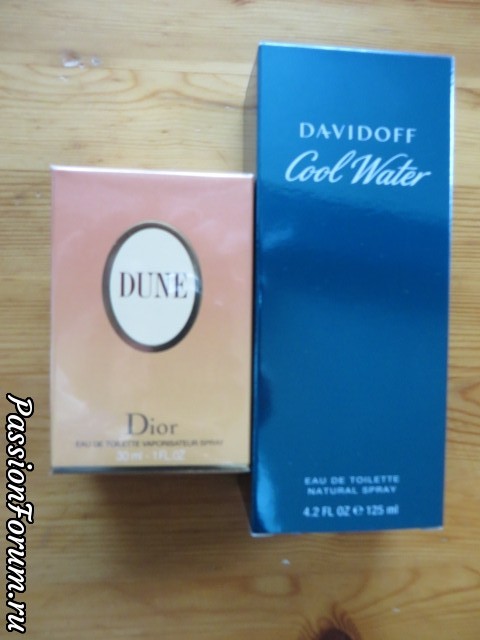 DUNE
Dior
EAU DE TOILETTE VAPORISATEUR SPRAY
30 ml - 1 FL.OZ
DAVIDOFF
Cool Water
EAU DE TOILETTE
NATURAL SPRAY
4.2 FL OZ e 125 ml
PassionForum.ru